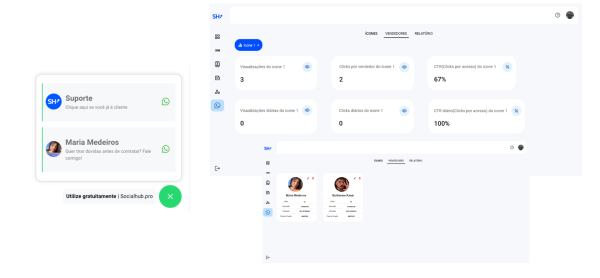 SH
Suporte
Clique aqui se você já é cliente
Maria Medeiros
Quer tirar dúvidas antes de contratar? Fale
comigo!
Utilize gratuitamente | Socialhub.pro
SH
ÍCONES VENDEDORES RELATÓRIO
Ícone 1
Visualizações do ícone 1
3
Clicks por vendedor do ícone 1
2
CTR(Clicks por acesso) do ícone 1
67%
Visualizações diárias do ícone 1
0
Clicks diários do ícone 1
0
CTR diário(Clicks por acesso) do ícone 1
100%
SH
ÍCONES VENDEDORES RELATÓRIO
Maria Medeiros